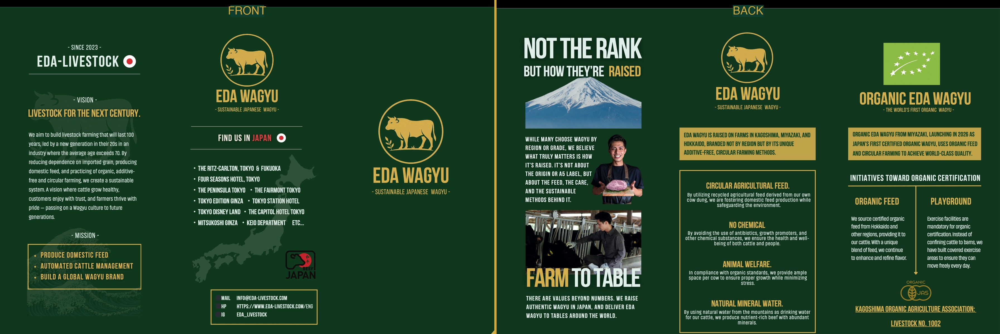 FRONT
- SINCE 2023 -
EDA-LIVESTOCK
- VISION -
LIVESTOCK FOR THE NEXT CENTURY.
We aim to build livestock farming that will last 100
years, led by a new generation in their 20s in an
industry where the average age exceeds 70. By
reducing dependence on imported grain, producing
domestic feed, and practicing of organic, additive-
free and circular farming, we create a sustainable
system. A vision where cattle grow healthy,
customers enjoy with trust, and farmers thrive with
pride — passing on a Wagyu culture to future
generations.
- MISSION -
• PRODUCE DOMESTIC FEED
• AUTOMATED CATTLE MANAGEMENT
• BUILD A GLOBAL WAGYU BRAND
EDA WAGYU
- SUSTAINABLE JAPANESE WAGYU -
FIND US IN JAPAN
• THE RITZ-CARLTON, TOKYO & FUKUOKA
• FOUR SEASONS HOTEL, TOKYO
• THE PENINSULA TOKYO • THE FAIRMONT TOKYO
• TOKYO EDITION GINZA • TOKYO STATION HOTEL
• TOKYO DISNEY LAND • THE CAPITOL HOTEL TOKYO
• MITSUKOSHI GINZA • KEIO DEPARTMENT ETC...
BEEF
JAPAN
MAIL INFO@EDA-LIVESTOCK.COM
HP HTTPS://WWW.EDA-LIVESTOCK.COM/ENG
IG EDA_LIVESTOCK
EDA WAGYU
- SUSTAINABLE JAPANESE WAGYU -
BACK
NOT THE RANK
BUT HOW THEY'RE RAISED
WHILE MANY CHOOSE WAGYU BY
REGION OR GRADE, WE BELIEVE
WHAT TRULY MATTERS IS HOW
IT'S RAISED. IT'S NOT ABOUT
THE ORIGIN OR A5 LABEL, BUT
ABOUT THE FEED, THE CARE,
AND THE SUSTAINABLE
METHODS BEHIND IT.
FARM TO TABLE
THERE ARE VALUES BEYOND NUMBERS. WE RAISE
AUTHENTIC WAGYU IN JAPAN, AND DELIVER EDA
WAGYU TO TABLES AROUND THE WORLD.
EDA WAGYU
- SUSTAINABLE JAPANESE WAGYU -
EDA WAGYU IS RAISED ON FARMS IN KAGOSHIMA, MIYAZAKI, AND
HOKKAIDO, BRANDED NOT BY REGION BUT BY ITS UNIQUE
ADDITIVE-FREE, CIRCULAR FARMING METHODS.
CIRCULAR AGRICULTURAL FEED.
By utilizing recycled agricultural feed derived from our own
cow dung, we are fostering domestic feed production while
safeguarding the environment.
NO CHEMICAL
By avoiding the use of antibiotics, growth promoters, and
other chemical substances, we ensure the health and well-
being of both cattle and people.
ANIMAL WELFARE.
In compliance with organic standards, we provide ample
space per cow to ensure proper growth while minimizing
stress.
NATURAL MINERAL WATER.
By using natural water from the mountains as drinking water
for our cattle, we produce nutrient-rich beef with abundant
minerals.
ORGANIC EDA WAGYU
- THE WORLD'S FIRST ORGANIC WAGYU -
ORGANIC EDA WAGYU FROM MIYAZAKI, LAUNCHING IN 2026 AS
JAPAN'S FIRST CERTIFIED ORGANIC WAGYU, USES ORGANIC FEED
AND CIRCULAR FARMING TO ACHIEVE WORLD-CLASS QUALITY.
INITIATIVES TOWARD ORGANIC CERTIFICATION
ORGANIC FEED
We source certified organic
feed from Hokkaido and
other regions, providing it to
our cattle. With a unique
blend of feed, we continue
to enhance and refine flavor.
PLAYGROUND
Exercise facilities are
mandatory for organic
certification. Instead of
confining cattle to barns, we
have built covered exercise
areas to ensure they can
move freely every day.
ORGANIC
JAS
KAGOSHIMA ORGANIC AGRICULTURE ASSOCIATION:
LIVESTOCK NO. 1002